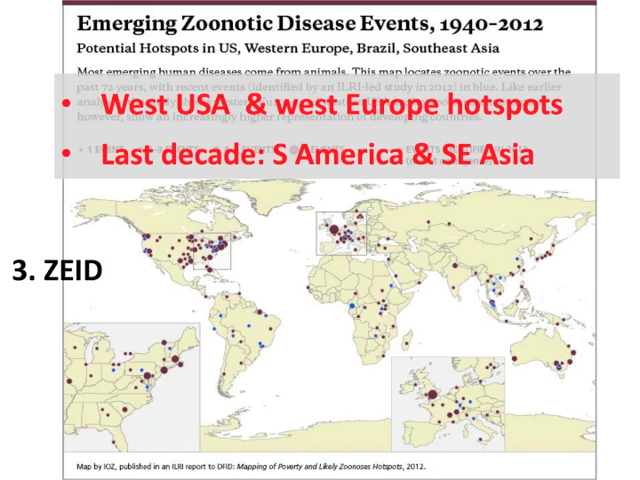 Emerging Zoonotic Disease Events, 1940–2012
Potential Hotspots in US, Western Europe, Brazil, Southeast Asia
Most emerging human diseases come from animals. This map locates zoonotic events over the
past 72 years, with recent events (identified by an ILRI-led study in 2012) in blue. Like earlier
• West USA & west Europe hotspots
however, show an increasingly higher representation of developing countries.
• Last decade: S America & SE Asia
3. ZEID
Map by IOZ, published in an ILRI report to DFID: Mapping of Poverty and Likely Zoonoses Hotspots, 2012.